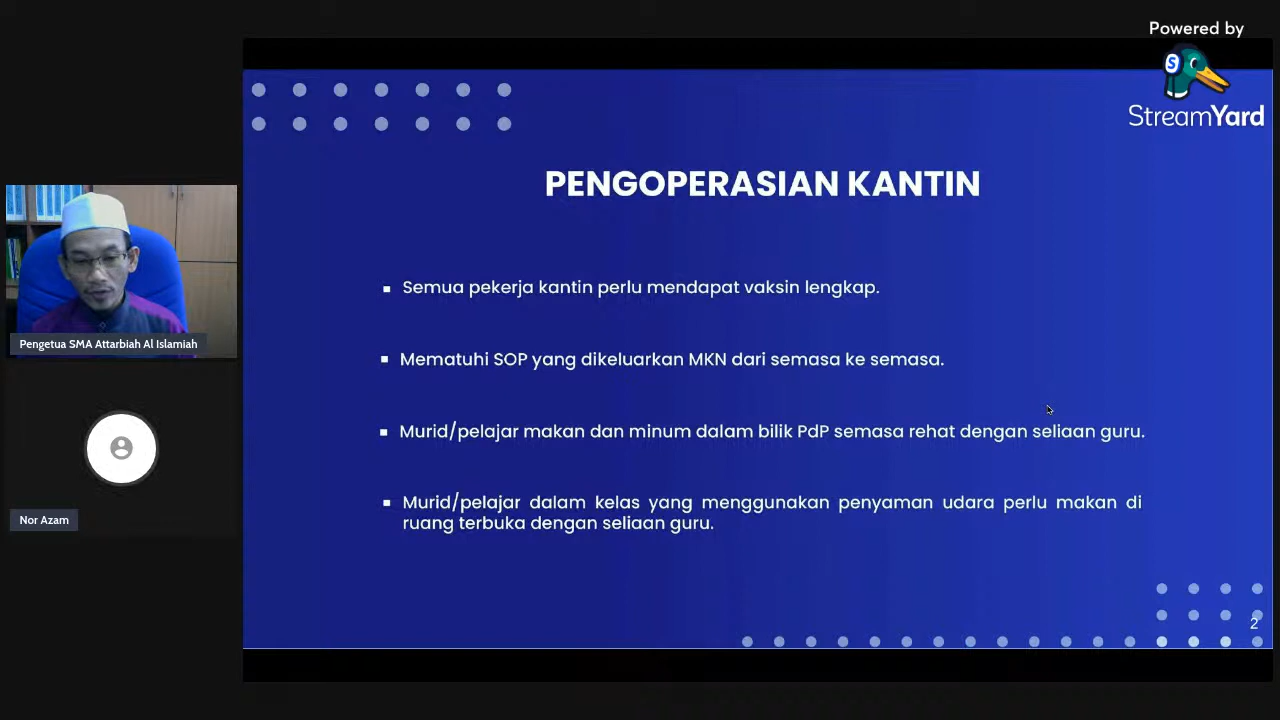 Powered by
S
StreamYard
PENGOPERASIAN KANTIN
▪ Semua pekerja kantin perlu mendapat vaksin lengkap.
▪ Mematuhi SOP yang dikeluarkan MKN dari semasa ke semasa.
▪ Murid/pelajar makan dan minum dalam bilik PdP semasa rehat dengan seliaan guru.
▪ Murid/pelajar dalam kelas yang menggunakan penyaman udara perlu makan di
ruang terbuka dengan seliaan guru.
Pengetua SMA Attarbiah Al Islamiah
Nor Azam
2